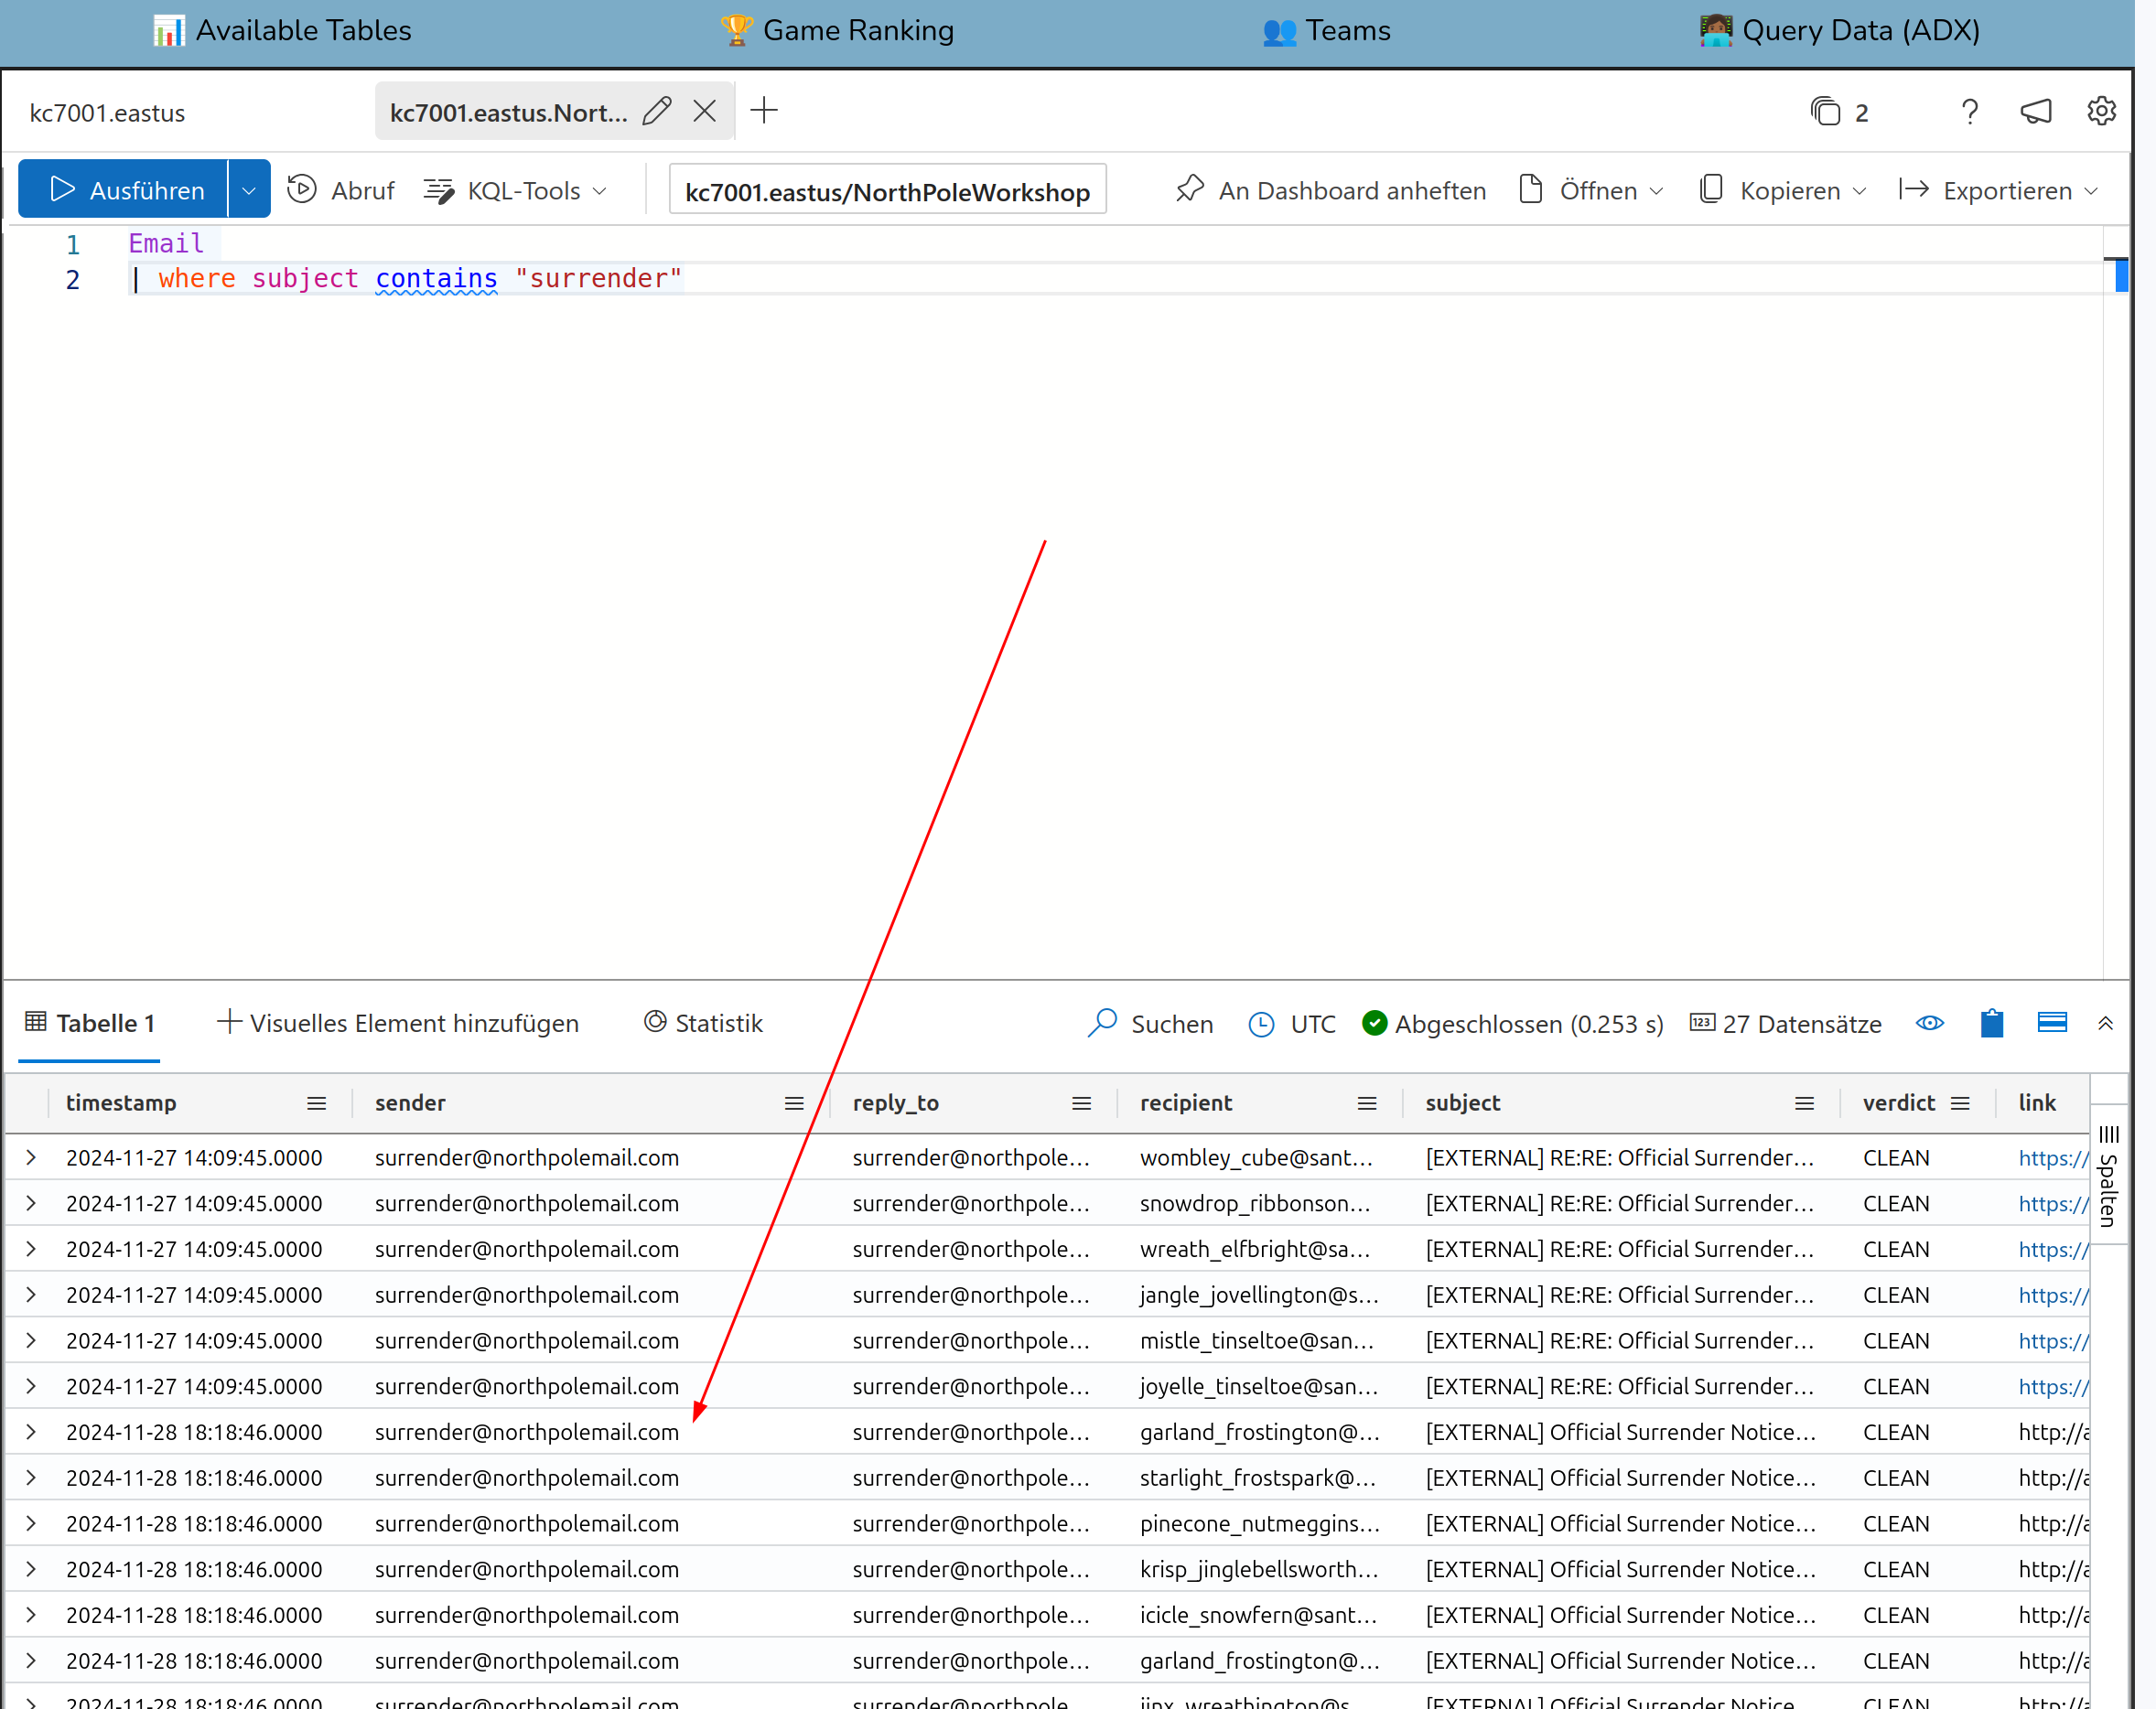 📊 Available Tables 🏆 Game Ranking 👥 Teams 👩🏾‍💻 Query Data (ADX)
kc7001.eastus kc7001.eastus.Nort... 2
Ausführen Abruf KQL-Tools kc7001.eastus/NorthPoleWorkshop An Dashboard anheften Öffnen Kopieren Exportieren
1 Email
2 | where subject contains "surrender"
Tabelle 1 Visuelles Element hinzufügen Statistik Suchen UTC Abgeschlossen (0.253 s) 27 Datensätze
timestamp sender reply_to recipient subject verdict link
2024-11-27 14:09:45.0000 surrender@northpolemail.com surrender@northpole... wombley_cube@sant... [EXTERNAL] RE:RE: Official Surrender... CLEAN https://
2024-11-27 14:09:45.0000 surrender@northpolemail.com surrender@northpole... snowdrop_ribbonson... [EXTERNAL] RE:RE: Official Surrender... CLEAN https://
2024-11-27 14:09:45.0000 surrender@northpolemail.com surrender@northpole... wreath_elfbright@sa... [EXTERNAL] RE:RE: Official Surrender... CLEAN https://
2024-11-27 14:09:45.0000 surrender@northpolemail.com surrender@northpole... jangle_jovellington@s... [EXTERNAL] RE:RE: Official Surrender... CLEAN https://
2024-11-27 14:09:45.0000 surrender@northpolemail.com surrender@northpole... mistle_tinseltoe@san... [EXTERNAL] RE:RE: Official Surrender... CLEAN https://
2024-11-27 14:09:45.0000 surrender@northpolemail.com surrender@northpole... joyelle_tinseltoe@san... [EXTERNAL] RE:RE: Official Surrender... CLEAN https://
2024-11-28 18:18:46.0000 surrender@northpolemail.com surrender@northpole... garland_frostington@... [EXTERNAL] Official Surrender Notice... CLEAN http://a
2024-11-28 18:18:46.0000 surrender@northpolemail.com surrender@northpole... starlight_frostspark@... [EXTERNAL] Official Surrender Notice... CLEAN http://a
2024-11-28 18:18:46.0000 surrender@northpolemail.com surrender@northpole... pinecone_nutmeggins... [EXTERNAL] Official Surrender Notice... CLEAN http://a
2024-11-28 18:18:46.0000 surrender@northpolemail.com surrender@northpole... krisp_jinglebellsworth... [EXTERNAL] Official Surrender Notice... CLEAN http://a
2024-11-28 18:18:46.0000 surrender@northpolemail.com surrender@northpole... icicle_snowfern@sant... [EXTERNAL] Official Surrender Notice... CLEAN http://a
2024-11-28 18:18:46.0000 surrender@northpolemail.com surrender@northpole... garland_frostington@... [EXTERNAL] Official Surrender Notice... CLEAN http://a
2024-11-28 18:18:46.0000 surrender@northpolemail.com surrender@northpole... jinx_wreathington@s... [EXTERNAL] Official Surrender Notice... CLEAN http://a
Spalten